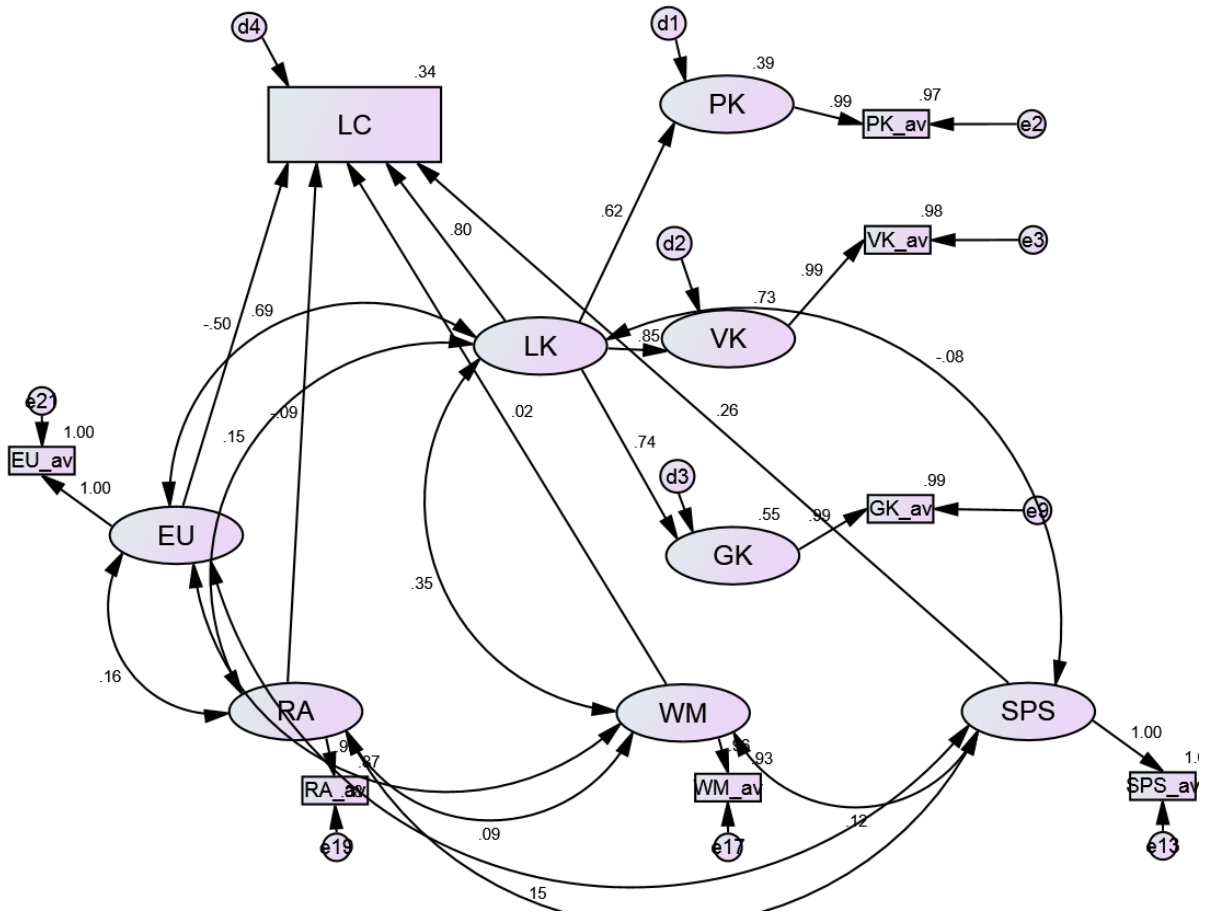 d4
d1
.34
.39
PK
.99
.97
PK_av
e2
LC
.62
.98
d2
VK_av
e3
.80
.99
.73
-.50
.69
LK
.85
VK
-.08
e21
1.00
EU_av
-.09
.15
.02
.26
.74
d3
.99
1.00
GK_av
e9
EU
.55
.99
GK
.35
.16
RA
WM
SPS
1.00
.96
.93
.87
RA_av
WM_av
SPS_av
.12
.09
e19
e17
e13
15